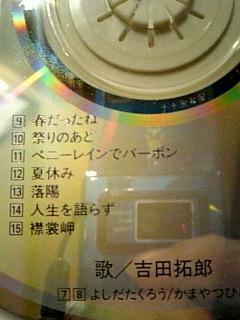 9 春だったね
10 祭りのあと
11 ペニーレインでバーボン
12 夏休み
13 落陽
14 人生を語らず
15 襟裳岬
歌／吉田拓郎
7 8 よしだたくろう/かまやつひ